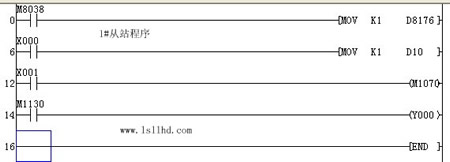 M8038
0 [MOV K1 D8176]
1#从站程序
X000
6 [MOV K1 D10]
X001
12 (M1070)
M1130
14 (Y000)
www.lsllhd.com
16 [END]